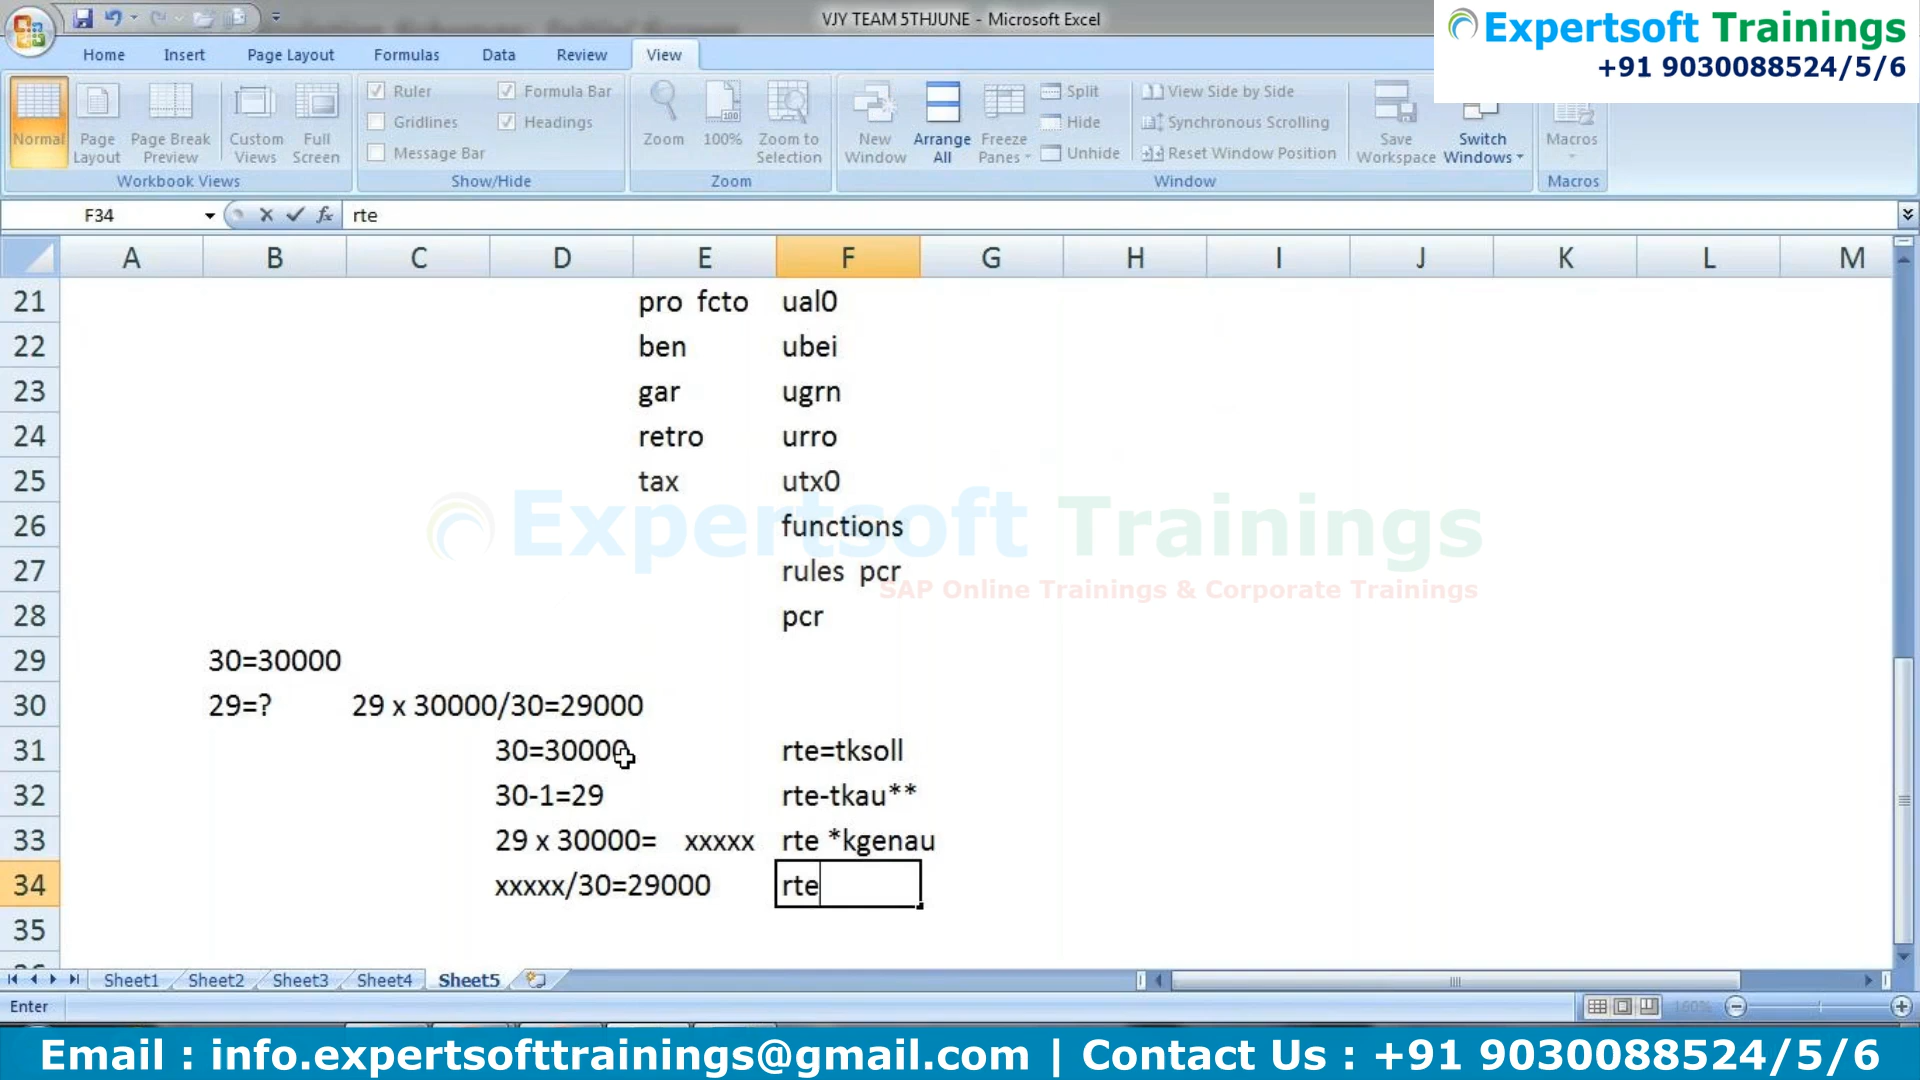 VJY TEAM 5THJUNE - Microsoft Excel
Expertsoft Trainings
+91 9030088524/5/6
Home Insert Page Layout Formulas Data Review View
Normal
Page Layout
Page Break Preview
Custom Views
Full Screen
Workbook Views
Ruler
Formula Bar
Gridlines
Headings
Message Bar
Show/Hide
Zoom
100%
Zoom to Selection
Zoom
New Window
Arrange All
Freeze Panes
Split
Hide
Unhide
View Side by Side
Synchronous Scrolling
Reset Window Position
Save Workspace
Switch Windows
Window
Macros
Macros
F34 fx rte
A B C D E F G H I J K L M
21 pro fcto ual0
22 ben ubei
23 gar ugrn
24 retro urro
25 tax utx0
26 functions
Expertsoft Trainings
27 rules pcr
SAP Online Trainings & Corporate Trainings
28 pcr
29 30=30000
30 29=? 29 x 30000/30=29000
31 30=30000 rte=tksoll
32 30-1=29 rte-tkau**
33 29 x 30000= xxxxx rte *kgenau
34 xxxxx/30=29000 rte
35
Sheet1 Sheet2 Sheet3 Sheet4 Sheet5
Enter
Email : info.expertsofttrainings@gmail.com | Contact Us : +91 9030088524/5/6